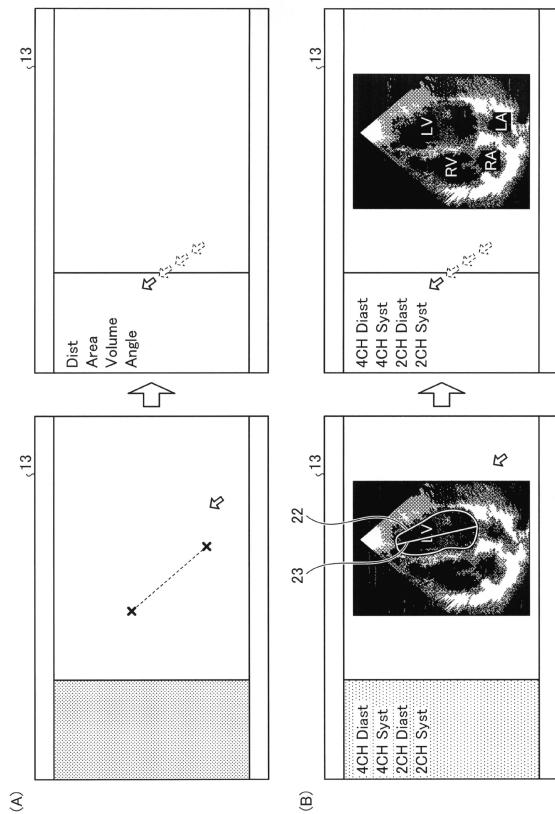 (A)
13
13
Dist
Area
Volume
Angle
(B)
13
22
23
4CH Diast
4CH Syst
2CH Diast
2CH Syst
LV
13
4CH Diast
4CH Syst
2CH Diast
2CH Syst
RV
LV
RA
LA